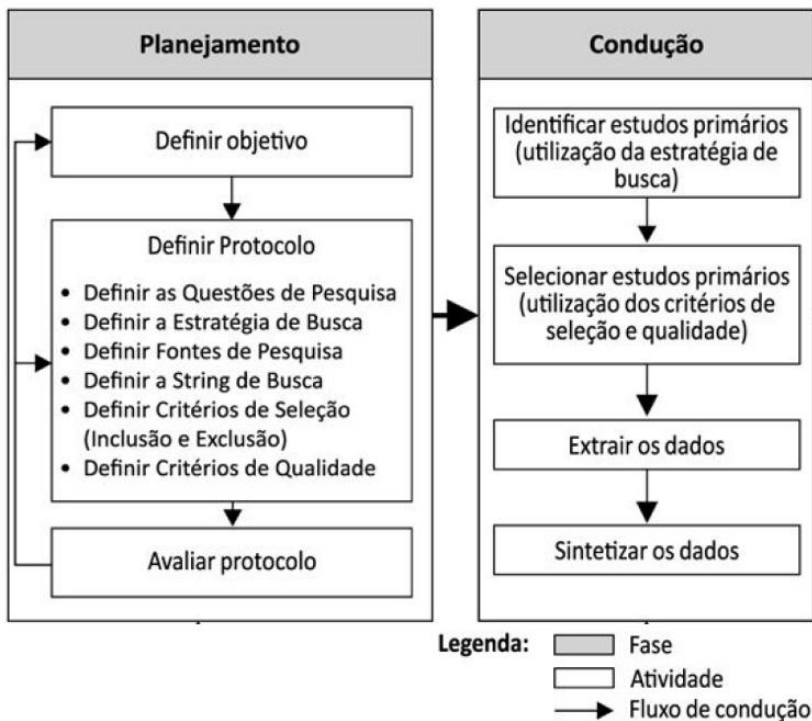 Planejamento
Definir objetivo
Definir Protocolo
• Definir as Questões de Pesquisa
• Definir a Estratégia de Busca
• Definir Fontes de Pesquisa
• Definir a String de Busca
• Definir Critérios de Seleção
(Inclusão e Exclusão)
• Definir Critérios de Qualidade
Avaliar protocolo
Condução
Identificar estudos primários
(utilização da estratégia de
busca)
Selecionar estudos primários
(utilização dos critérios de
seleção e qualidade)
Extrair os dados
Sintetizar os dados
Legenda:
Fase
Atividade
Fluxo de condução